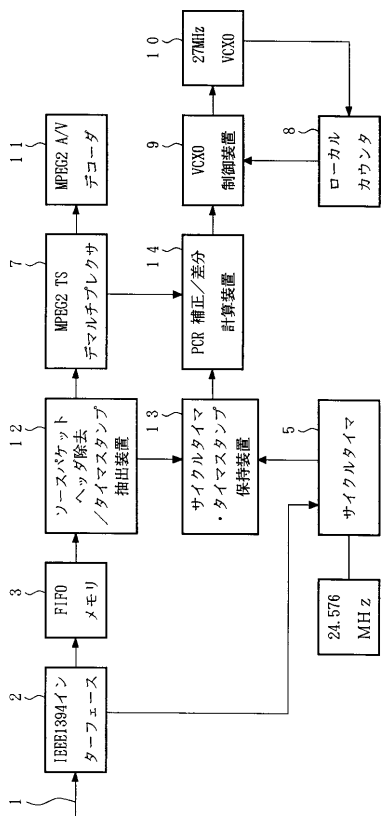 1
2
IEEE1394イン
ターフェース
3
FIFO
メモリ
12
ソースパケット
ヘッダ除去
/タイマスタンプ
抽出装置
7
MPEG2 TS
デマルチプレクサ
11
MPEG2 A/V
デコーダ
13
サイクルタイマ
・タイマスタンプ
保持装置
14
PCR 補正/差分
計算装置
9
VCXO
制御装置
10
27MHz
VCXO
24.576
MHz
5
サイクルタイマ
8
ローカル
カウンタ